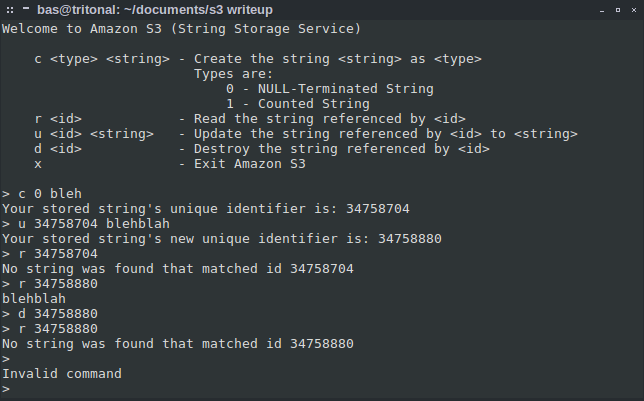 bas@tritonal: ~/documents/s3 writeup
Welcome to Amazon S3 (String Storage Service)
c <type> <string> - Create the string <string> as <type>
Types are:
0 - NULL-Terminated String
1 - Counted String
r <id> - Read the string referenced by <id>
u <id> <string> - Update the string referenced by <id> to <string>
d <id> - Destroy the string referenced by <id>
x - Exit Amazon S3
> c 0 bleh
Your stored string's unique identifier is: 34758704
> u 34758704 blehblah
Your stored string's new unique identifier is: 34758880
> r 34758704
No string was found that matched id 34758704
> r 34758880
blehblah
> d 34758880
> r 34758880
No string was found that matched id 34758880
>
Invalid command
>